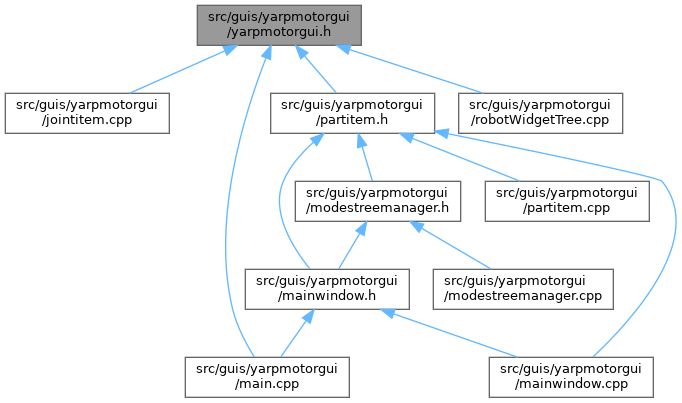 src/guis/yarpmotorgui
/yarpmotorgui.h
src/guis/yarpmotorgui
/jointitem.cpp
src/guis/yarpmotorgui
/partitem.h
src/guis/yarpmotorgui
/robotWidgetTree.cpp
src/guis/yarpmotorgui
/modestreemanager.h
src/guis/yarpmotorgui
/partitem.cpp
src/guis/yarpmotorgui
/mainwindow.h
src/guis/yarpmotorgui
/modestreemanager.cpp
src/guis/yarpmotorgui
/main.cpp
src/guis/yarpmotorgui
/mainwindow.cpp